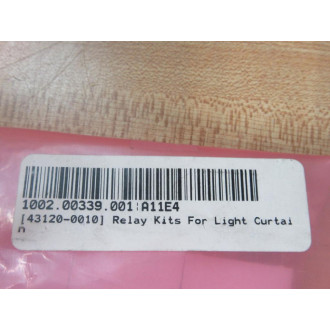 1002.00339.001:A11E4
[43120-0010] Relay Kits For Light Curtai
n